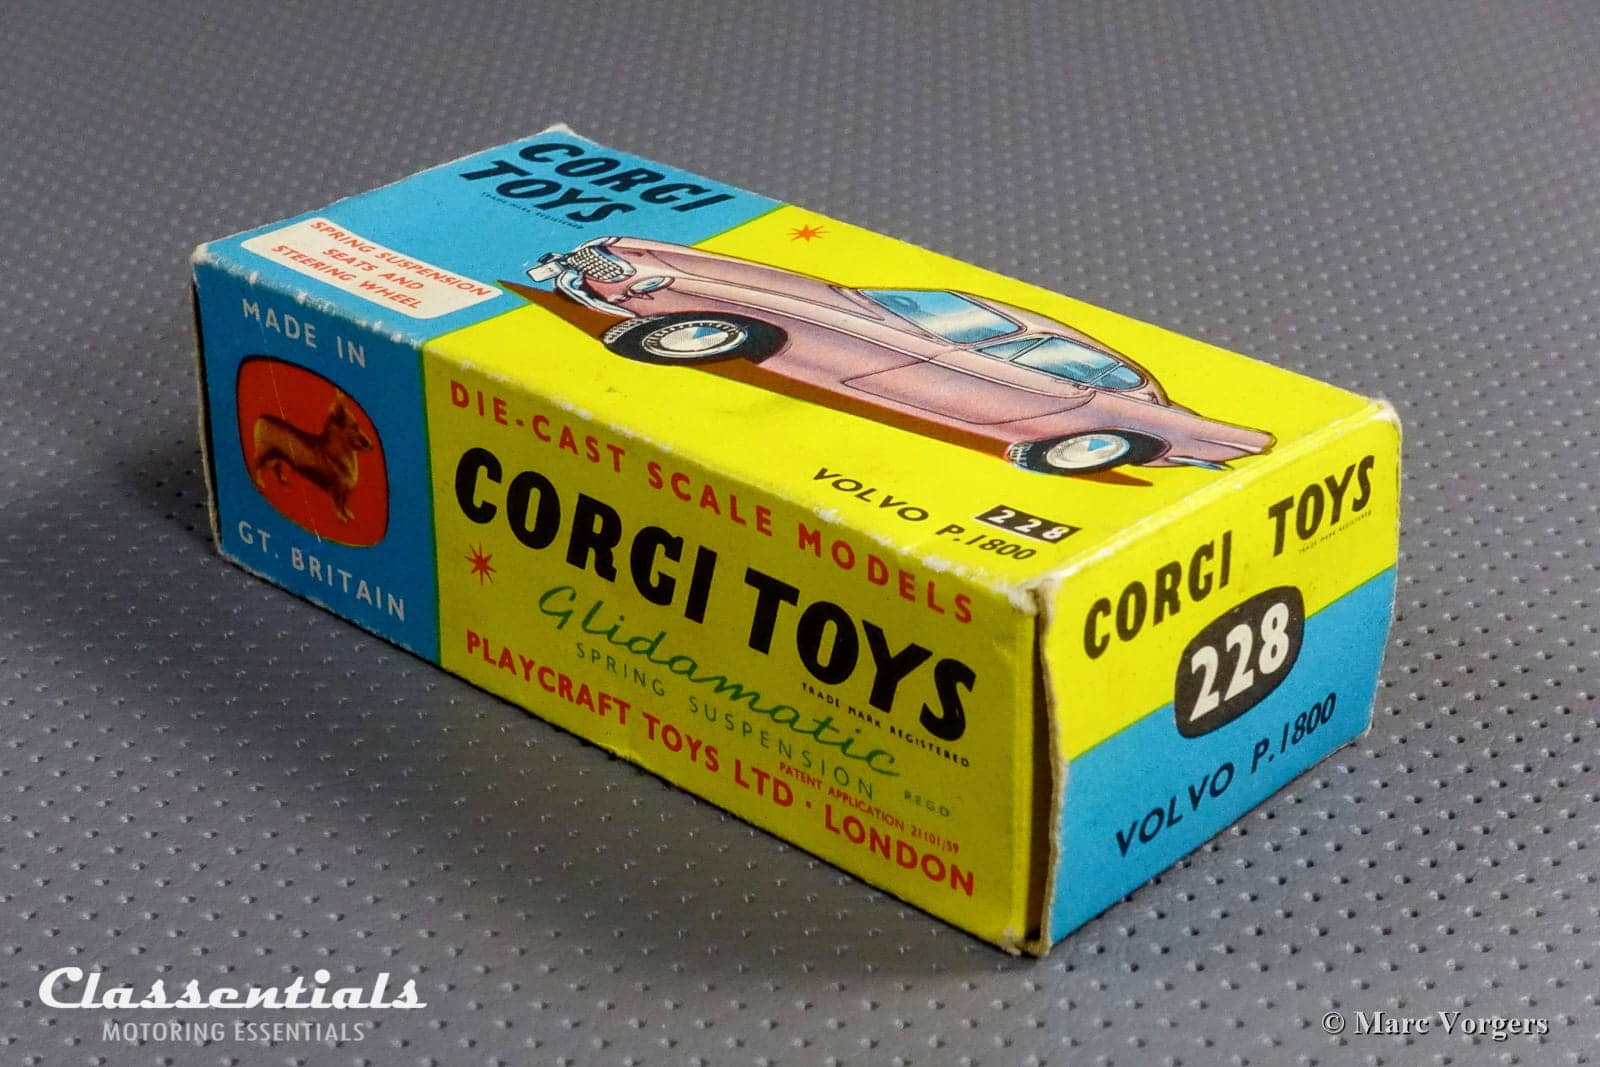 CORGI
TOYS
TRADE MARK REGISTERED
SPRING SUSPENSION
SEATS AND
STEERING WHEEL
VOLVO P.1800
228
MADE IN
GT. BRITAIN
DIE-CAST SCALE MODELS
CORGI TOYS
TRADE MARK REGISTERED
Glidamatic
SPRING SUSPENSION REGD
PATENT APPLICATION 21101/59
PLAYCRAFT TOYS LTD · LONDON
CORGI TOYS
TRADE MARK REGISTERED
228
VOLVO P.1800
Classentials
MOTORING ESSENTIALS
© Marc Vorgers